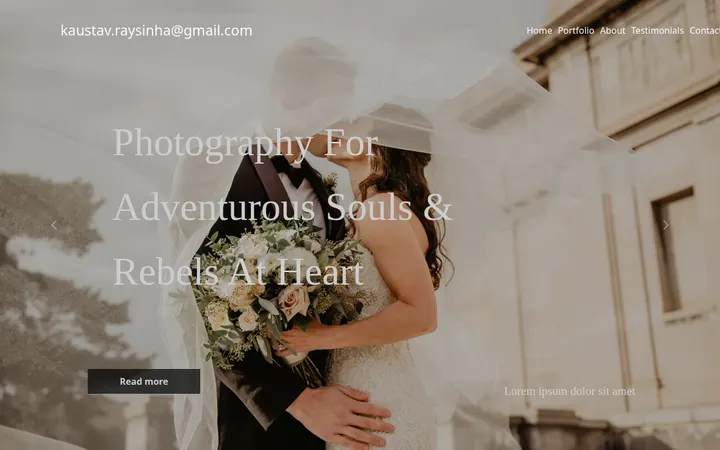 kaustav.raysinha@gmail.com
Home Portfolio About Testimonials Contact
Photography For
Adventurous Souls &
Rebels At Heart
Read more
Lorem ipsum dolor sit amet